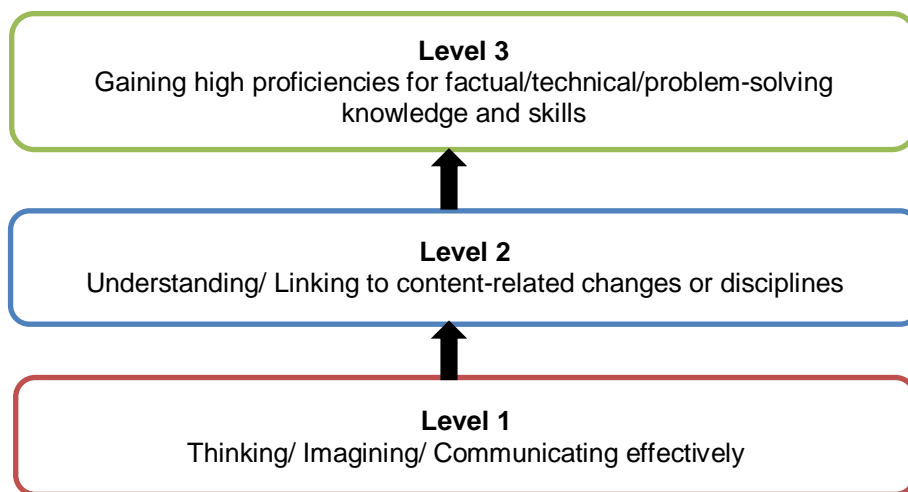 Level 3
Gaining high proficiencies for factual/technical/problem-solving
knowledge and skills
Level 2
Understanding/ Linking to content-related changes or disciplines
Level 1
Thinking/ Imagining/ Communicating effectively